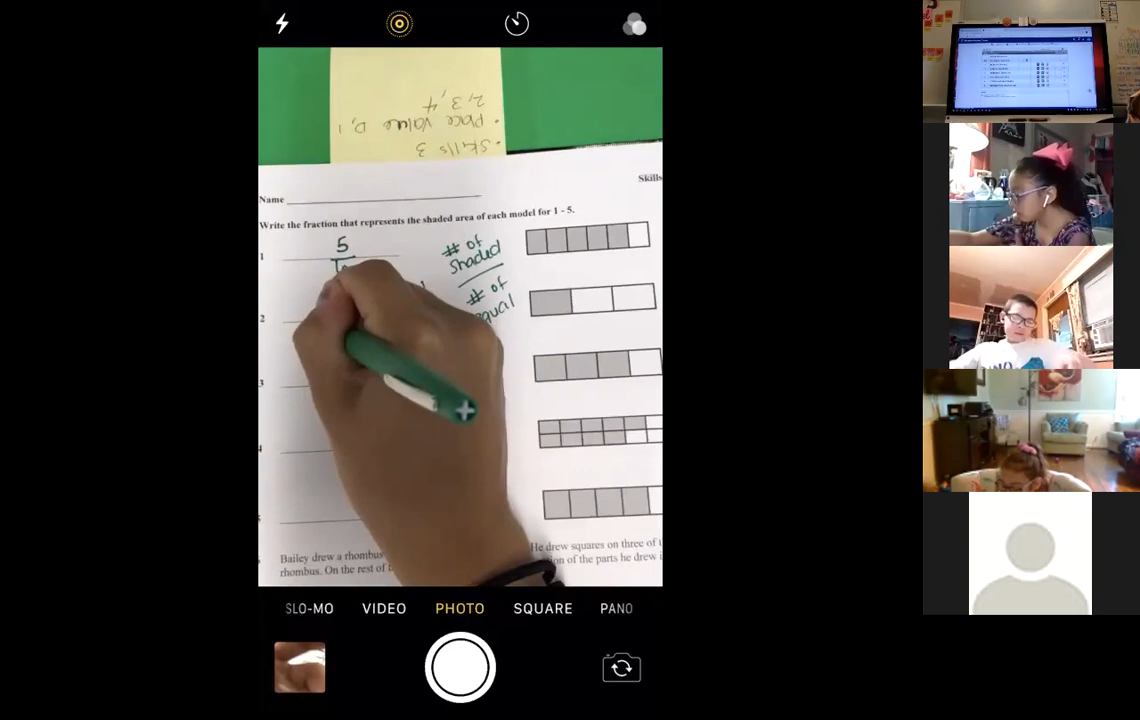 • Skills 3
• Place value 0, 1
2, 3, 4
Skills
Name
Write the fraction that represents the shaded area of each model for 1 - 5.
1
5
# of
shaded
# of
equal
2
3
4
5
Bailey drew a rhombus
He drew squares on three of
rhombus. On the rest of
ion of the parts he drew
SLO-MO VIDEO PHOTO SQUARE PANO